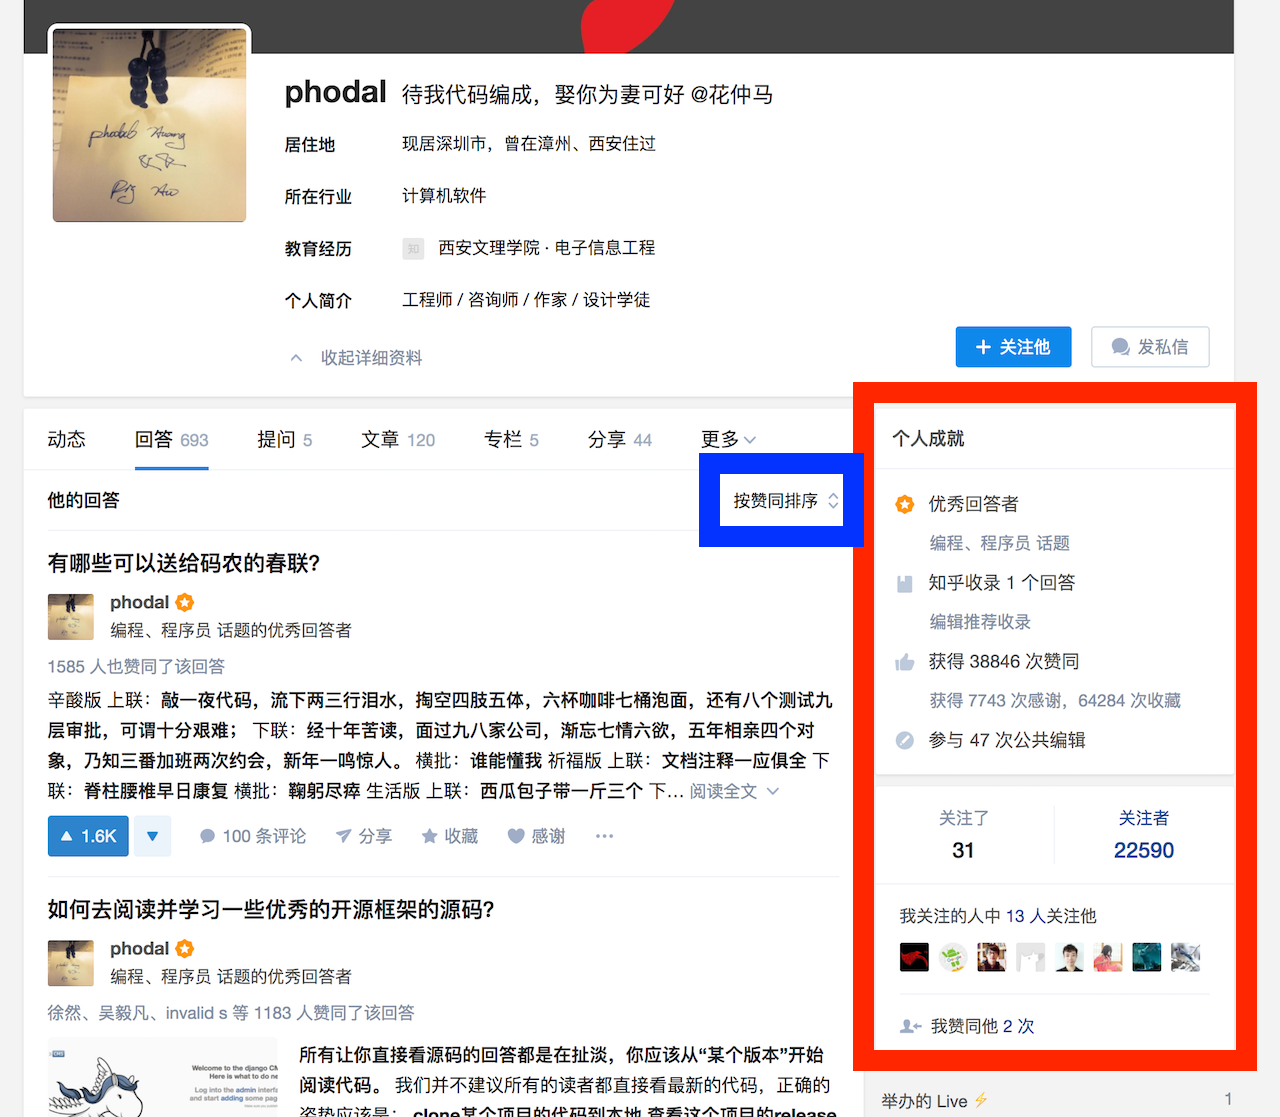 phodal 待我代码编成，娶你为妻可好 @花仲马
居住地 现居深圳市，曾在漳州、西安住过
所在行业 计算机软件
教育经历 知 西安文理学院 · 电子信息工程
个人简介 工程师 / 咨询师 / 作家 / 设计学徒
收起详细资料
+ 关注他 发私信
动态 回答 693 提问 5 文章 120 专栏 5 分享 44 更多
他的回答 按赞同排序
有哪些可以送给码农的春联?
phodal
编程、程序员 话题的优秀回答者
1585 人也赞同了该回答
辛酸版 上联：敲一夜代码，流下两三行泪水，掏空四肢五体，六杯咖啡七桶泡面，还有八个测试九
层审批，可谓十分艰难； 下联：经十年苦读，面过九八家公司，渐忘七情六欲，五年相亲四个对
象，乃知三番加班两次约会，新年一鸣惊人。 横批：谁能懂我 祈福版 上联：文档注释一应俱全 下
联：脊柱腰椎早日康复 横批：鞠躬尽瘁 生活版 上联：西瓜包子带一斤三个 下... 阅读全文
1.6K 100 条评论 分享 收藏 感谢
如何去阅读并学习一些优秀的开源框架的源码?
phodal
编程、程序员 话题的优秀回答者
徐然、吴毅凡、invalid s 等 1183 人赞同了该回答
Welcome to the django CM
Here is what to do ne
Log into the admin interfa
and start adding some pag
所有让你直接看源码的回答都是在扯淡，你应该从“某个版本”开始
阅读代码。 我们并不建议所有的读者都直接看最新的代码，正确的
姿势应该是： clone某个项目的代码到本地 查看这个项目的release
个人成就
优秀回答者
编程、程序员 话题
知乎收录 1 个回答
编辑推荐收录
获得 38846 次赞同
获得 7743 次感谢，64284 次收藏
参与 47 次公共编辑
关注了 关注者
31 22590
我关注的人中 13 人关注他
我赞同他 2 次
举办的 Live 1